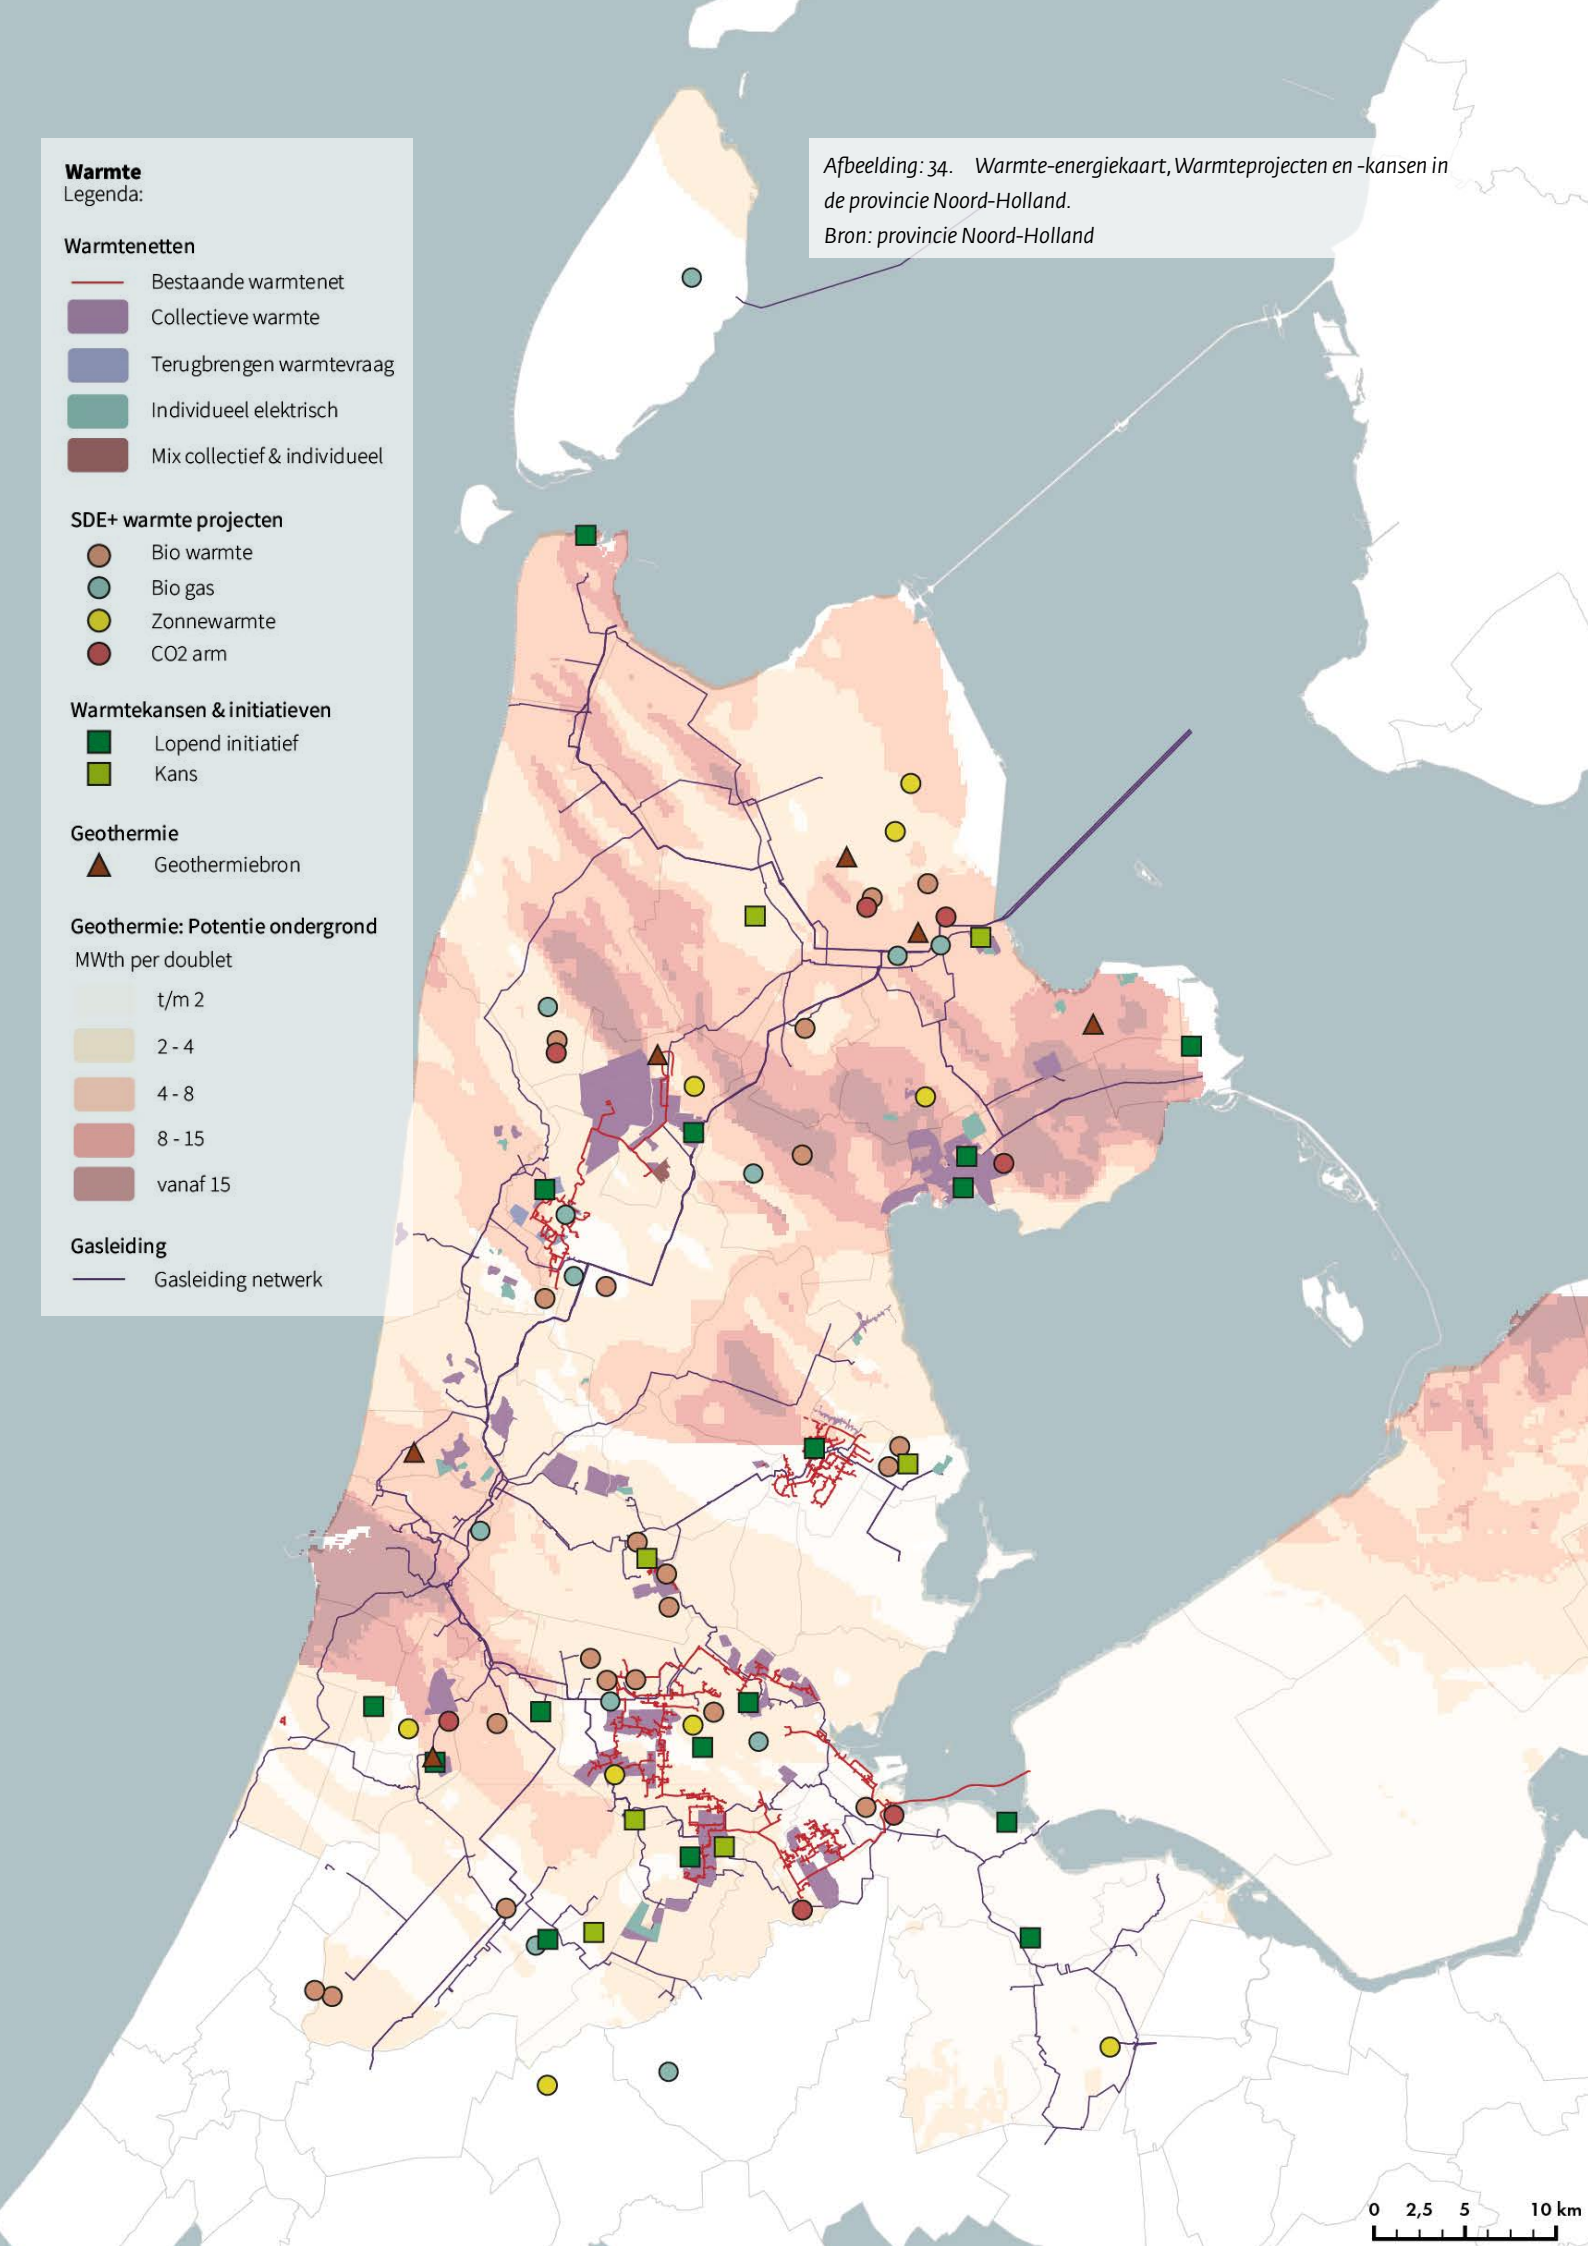 Warmte
Legenda:
Warmtenetten
Bestaande warmtenet
Collectieve warmte
Terugbrengen warmtevraag
Individueel elektrisch
Mix collectief & individueel
SDE+ warmte projecten
Bio warmte
Bio gas
Zonnewarmte
CO2 arm
Warmtekansen & initiatieven
Lopend initiatief
Kans
Geothermie
Geothermiebron
Geothermie: Potentie ondergrond
MWth per doublet
t/m 2
2 - 4
4 - 8
8 - 15
vanaf 15
Gasleiding
Gasleiding netwerk
Afbeelding: 34. Warmte-energiekaart, Warmteprojecten en -kansen in
de provincie Noord-Holland.
Bron: provincie Noord-Holland
0 2,5 5 10 km